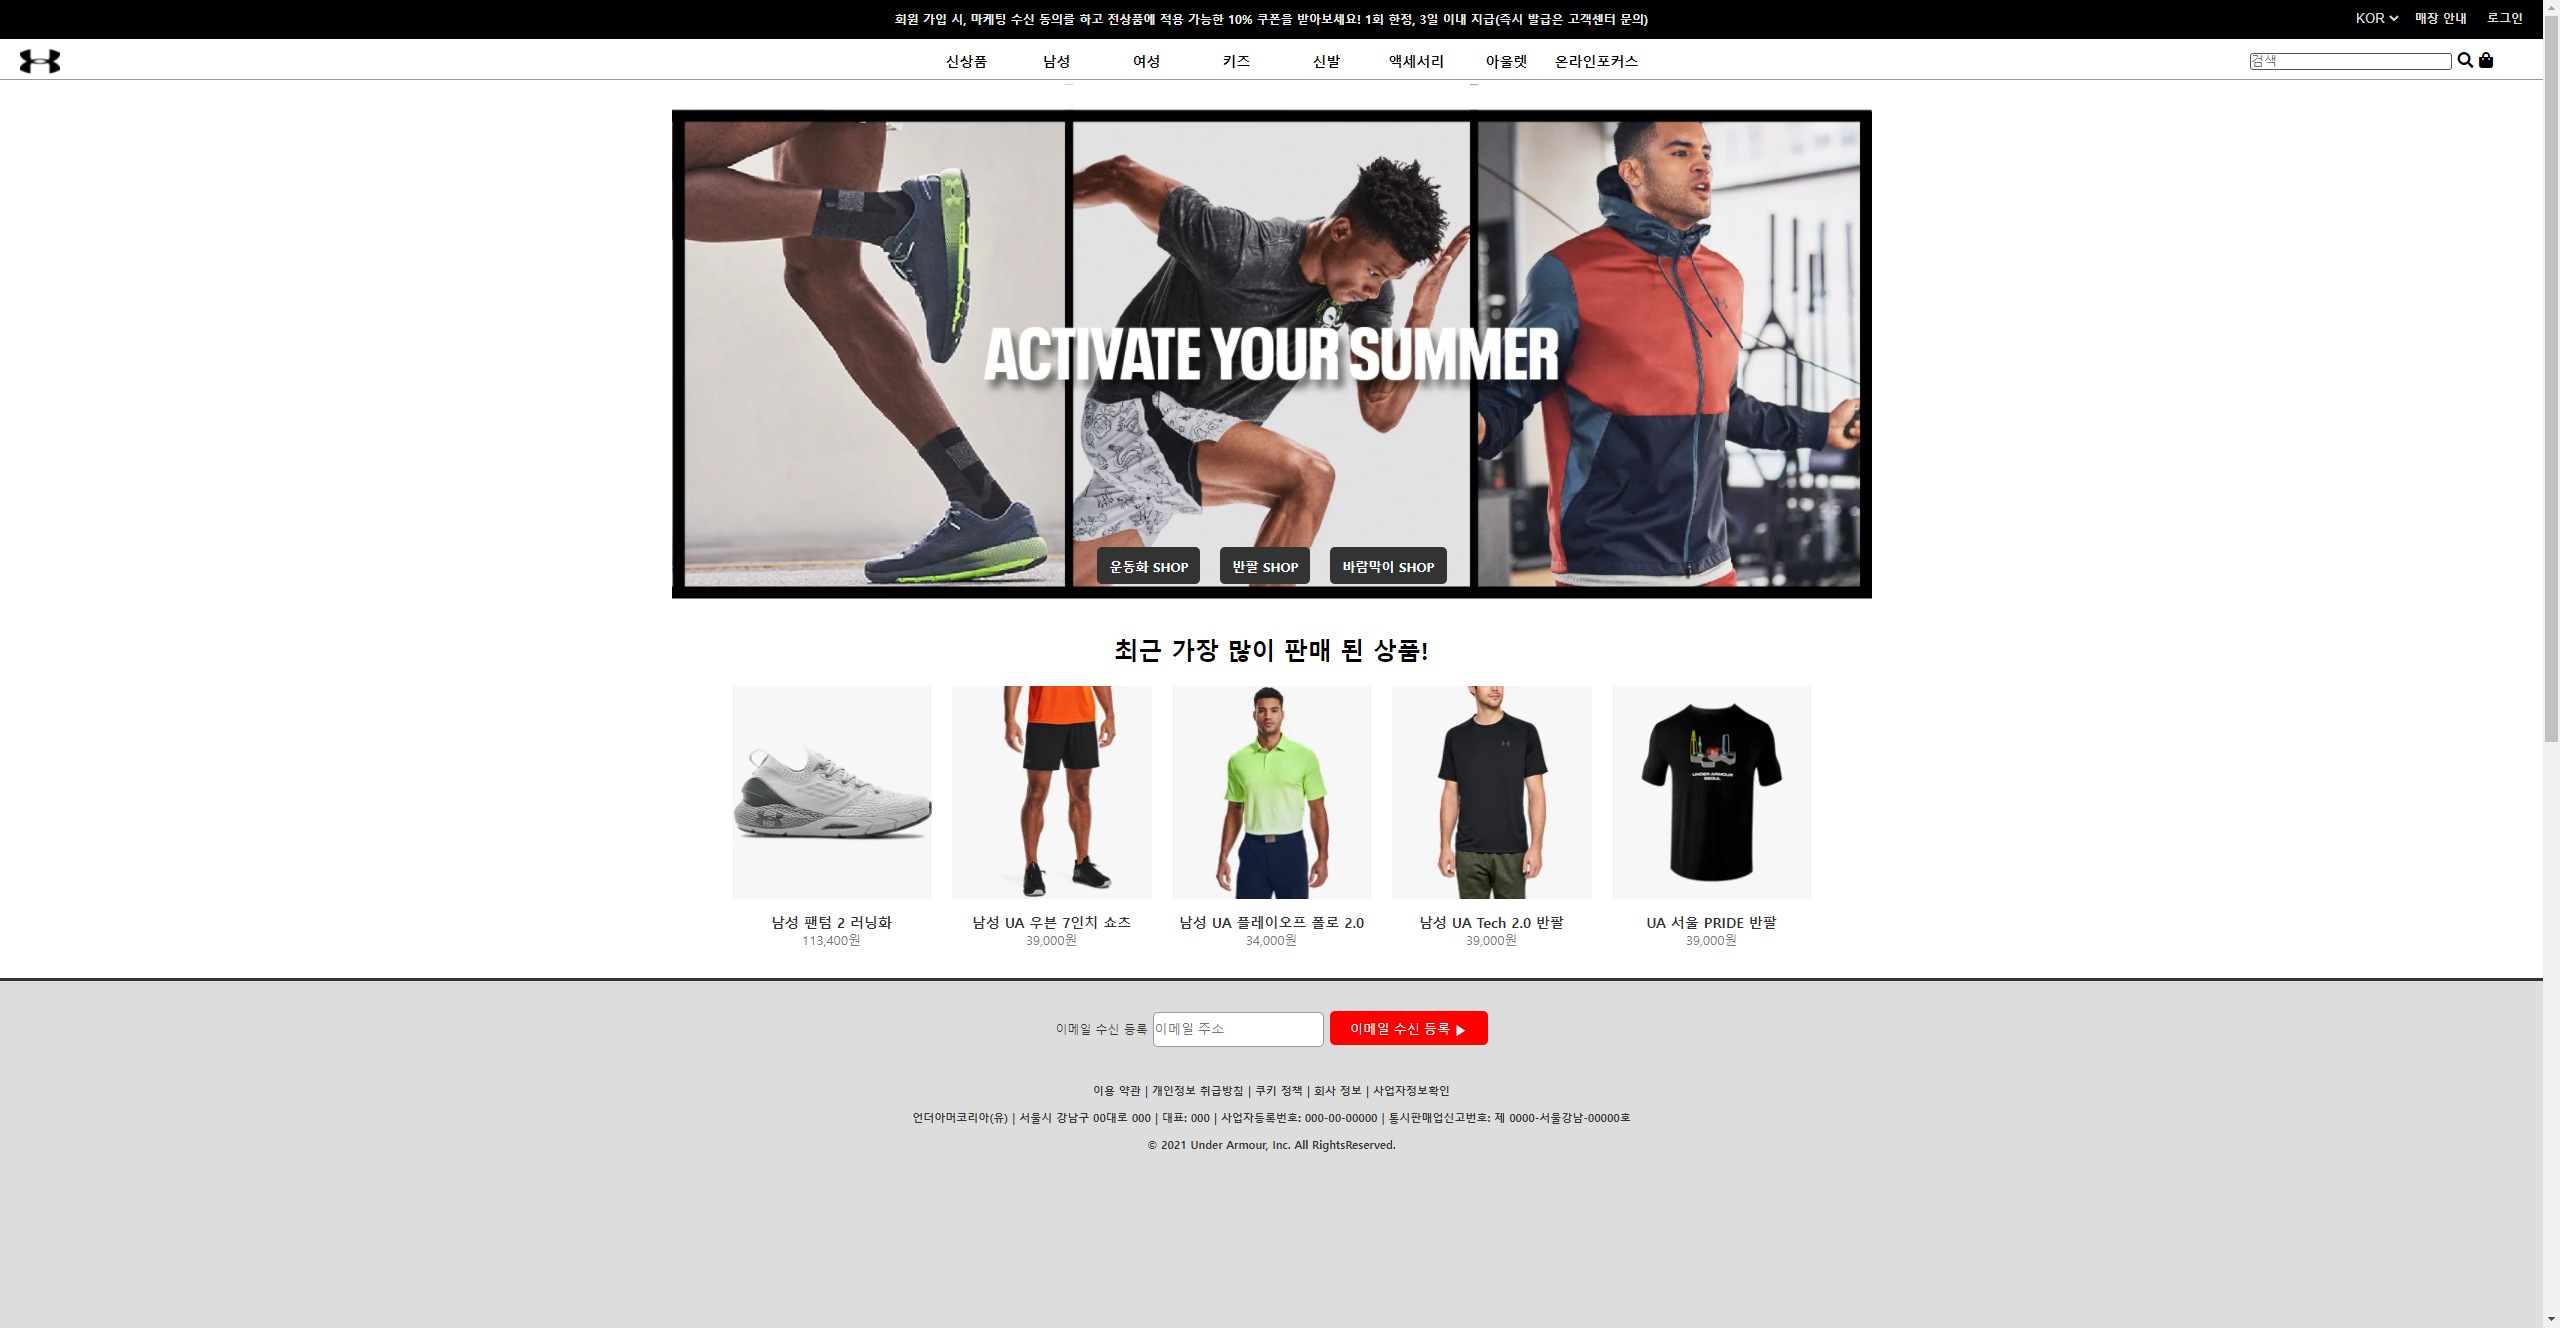 회원 가입 시, 마케팅 수신 동의를 하고 전상품에 적용 가능한 10% 쿠폰을 받아보세요! 1회 한정, 3일 이내 지급(즉시 발급은 고객센터 문의)
KOR 매장 안내 로그인
신상품 남성 여성 키즈 신발 액세서리 아울렛 온라인포커스
검색
ACTIVATE YOUR SUMMER
운동화 SHOP 반팔 SHOP 바람막이 SHOP
최근 가장 많이 판매 된 상품!
UNDER ARMOUR
SEOUL
남성 팬텀 2 러닝화 남성 UA 우븐 7인치 쇼츠 남성 UA 플레이오프 폴로 2.0 남성 UA Tech 2.0 반팔 UA 서울 PRIDE 반팔
113,400원 39,000원 34,000원 39,000원 39,000원
이메일 수신 등록 이메일 주소 이메일 수신 등록 ▶
이용 약관 | 개인정보 취급방침 | 쿠키 정책 | 회사 정보 | 사업자정보확인
언더아머코리아(유) | 서울시 강남구 00대로 000 | 대표: 000 | 사업자등록번호: 000-00-00000 | 통시판매업신고번호: 제 0000-서울강남-00000호
© 2021 Under Armour, Inc. All RightsReserved.